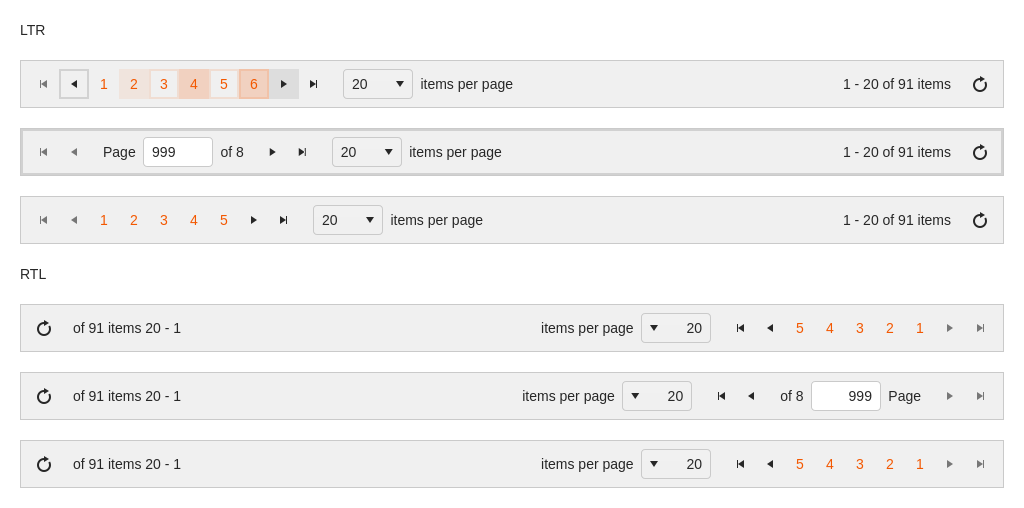 LTR
1 2 3 4 5 6 20 items per page 1 - 20 of 91 items
Page 999 of 8 20 items per page 1 - 20 of 91 items
1 2 3 4 5 20 items per page 1 - 20 of 91 items
RTL
of 91 items 20 - 1 items per page 20 5 4 3 2 1
of 91 items 20 - 1 items per page 20 of 8 999 Page
of 91 items 20 - 1 items per page 20 5 4 3 2 1